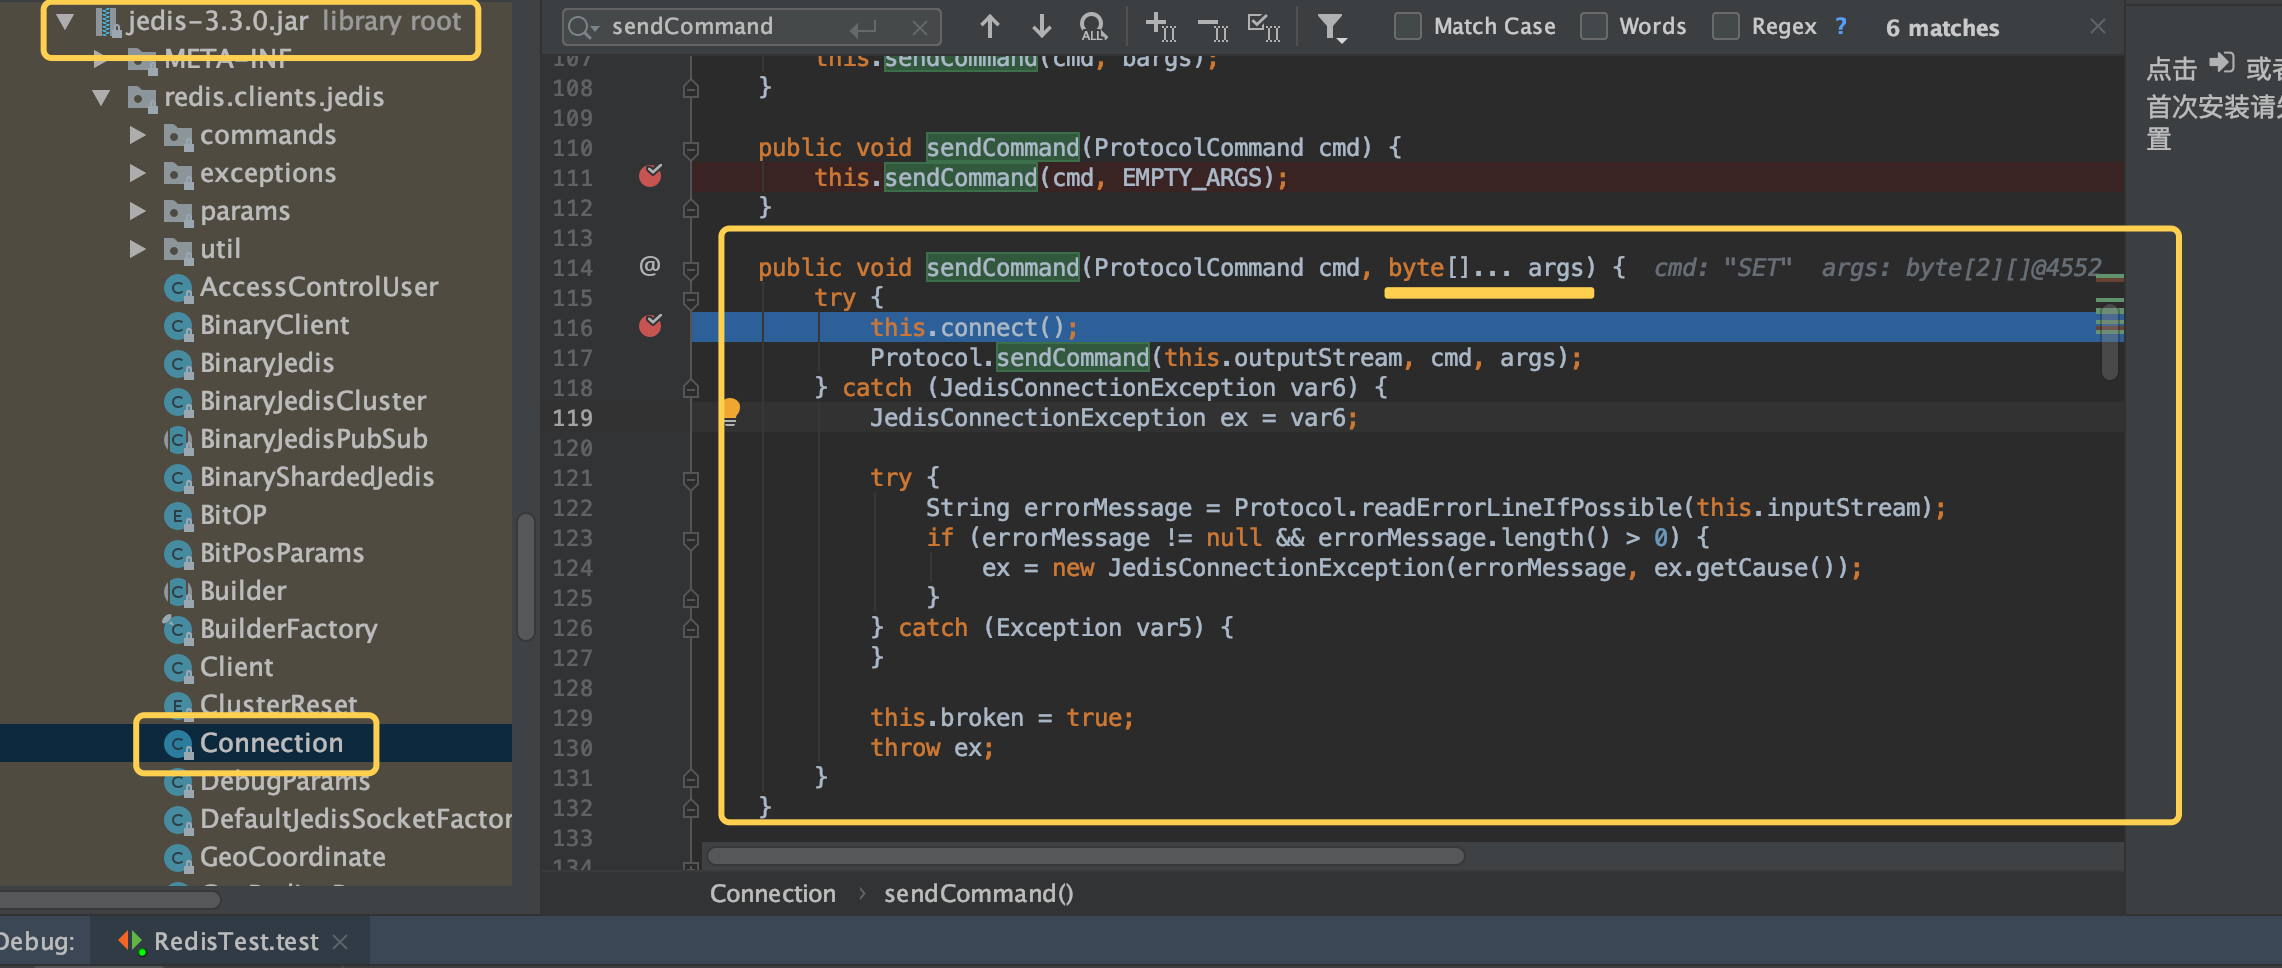 jedis-3.3.0.jar library root
META-INF
redis.clients.jedis
commands
exceptions
params
util
AccessControlUser
BinaryClient
BinaryJedis
BinaryJedisCluster
BinaryJedisPubSub
BinaryShardedJedis
BitOP
BitPosParams
Builder
BuilderFactory
Client
ClusterReset
Connection
DebugParams
DefaultJedisSocketFactor
GeoCoordinate
sendCommand
ALL
Match Case
Words
Regex ?
6 matches
107 this.sendCommand(cmd, bargs);
108 }
109
110 public void sendCommand(ProtocolCommand cmd) {
111 this.sendCommand(cmd, EMPTY_ARGS);
112 }
113
114 @ public void sendCommand(ProtocolCommand cmd, byte[]... args) { cmd: "SET" args: byte[2][]@4552
115 try {
116 this.connect();
117 Protocol.sendCommand(this.outputStream, cmd, args);
118 } catch (JedisConnectionException var6) {
119 JedisConnectionException ex = var6;
120
121 try {
122 String errorMessage = Protocol.readErrorLineIfPossible(this.inputStream);
123 if (errorMessage != null && errorMessage.length() > 0) {
124 ex = new JedisConnectionException(errorMessage, ex.getCause());
125 }
126 } catch (Exception var5) {
127 }
128
129 this.broken = true;
130 throw ex;
131 }
132 }
133
134
Connection › sendCommand()
点击 或者
首次安装请先
置
Debug: RedisTest.test